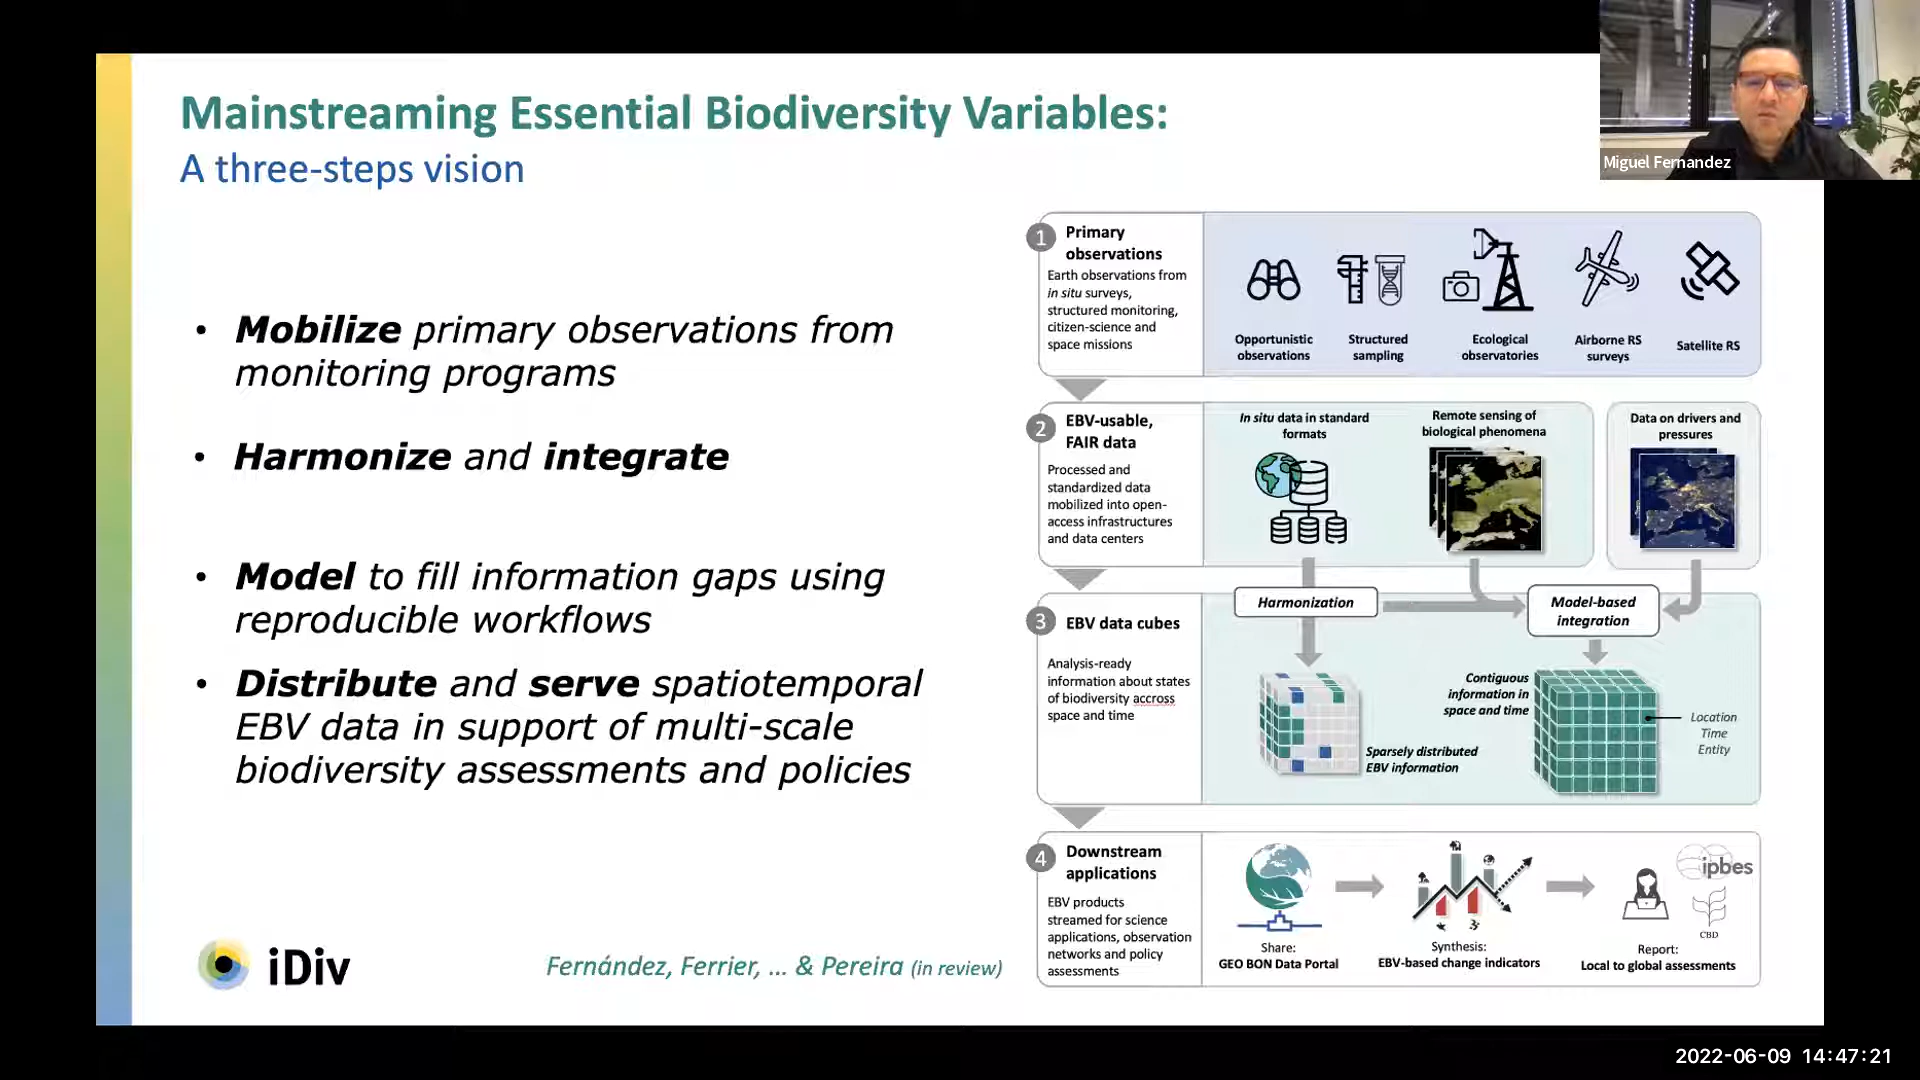 Mainstreaming Essential Biodiversity Variables:
A three-steps vision
Miguel Fernandez
• Mobilize primary observations from
monitoring programs
• Harmonize and integrate
• Model to fill information gaps using
reproducible workflows
• Distribute and serve spatiotemporal
EBV data in support of multi-scale
biodiversity assessments and policies
iDiv
Fernández, Ferrier, ... & Pereira (in review)
1
Primary
observations
Earth observations from
in situ surveys,
structured monitoring,
citizen-science and
space missions
Opportunistic
observations
Structured
sampling
Ecological
observatories
Airborne RS
surveys
Satellite RS
2
EBV-usable,
FAIR data
Processed and
standardized data
mobilized into open-
access infrastructures
and data centers
In situ data in standard
formats
Remote sensing of
biological phenomena
Data on drivers and
pressures
Harmonization
Model-based
integration
3
EBV data cubes
Analysis-ready
information about states
of biodiversity accross
space and time
Sparsely distributed
EBV information
Contiguous
information in
space and time
Location
Time
Entity
4
Downstream
applications
EBV products
streamed for science
applications, observation
networks and policy
assessments
Share:
GEO BON Data Portal
Synthesis:
EBV-based change indicators
ipbes
CBD
Report:
Local to global assessments
2022-06-09 14:47:21